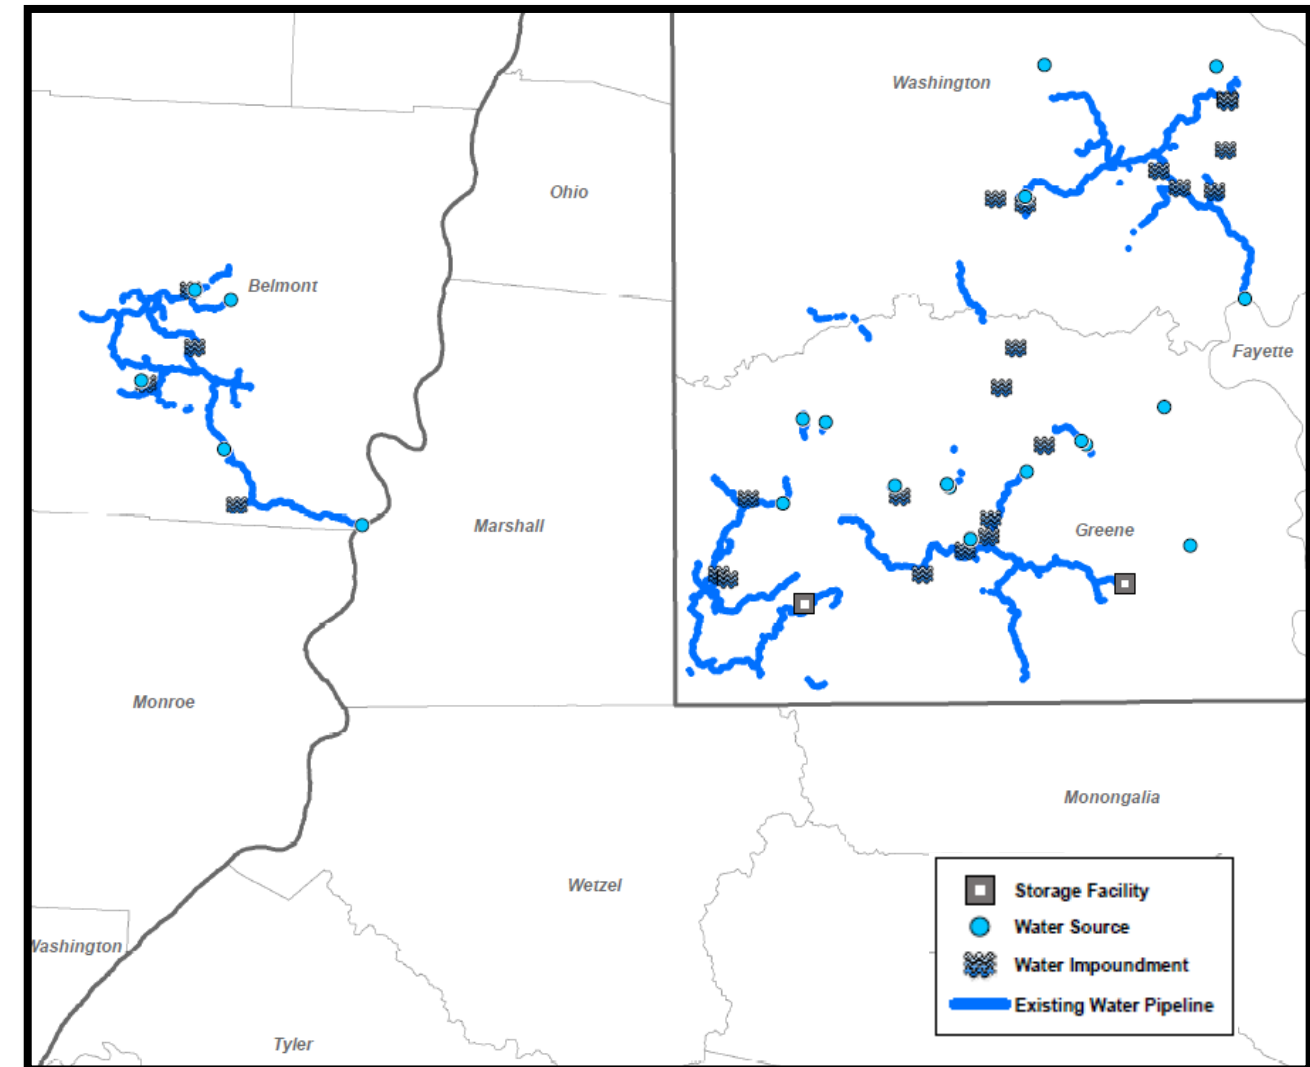 Washington
Ohio
Belmont
Fayette
Marshall
Greene
Monroe
Monongalia
Wetzel
Storage Facility
Water Source
Washington
Water Impoundment
Existing Water Pipeline
Tyler